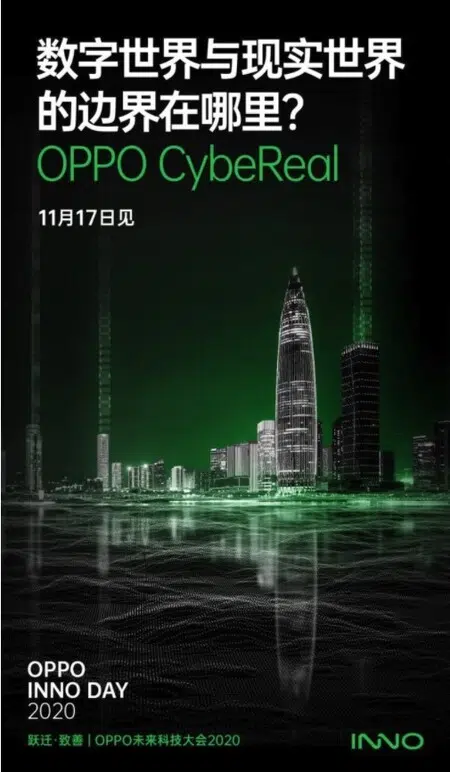 数字世界与现实世界
的边界在哪里?
OPPO CybeReal
11月17日见
OPPO
INNO DAY
2020
跃迁·致善 | OPPO未来科技大会2020
INNO